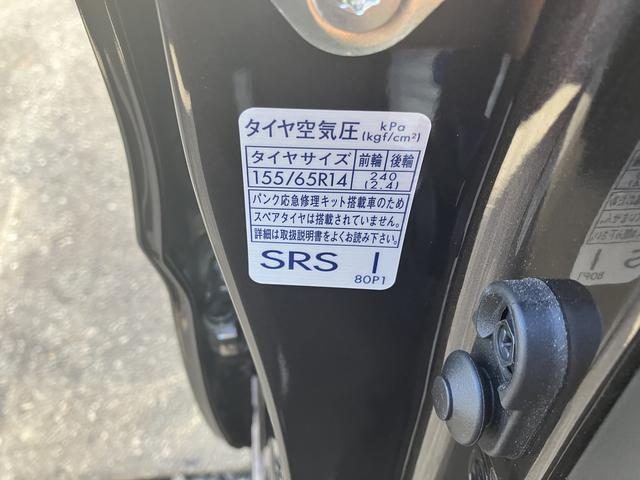 タイヤ空気圧 kPa (kgf/cm²)
タイヤサイズ 前輪 後輪
155/65R14 240 (2.4)
パンク応急修理キット搭載車のため
スペアタイヤは搭載されていません。
詳細は取扱説明書をよくお読み下さい。
SRS I
80P1